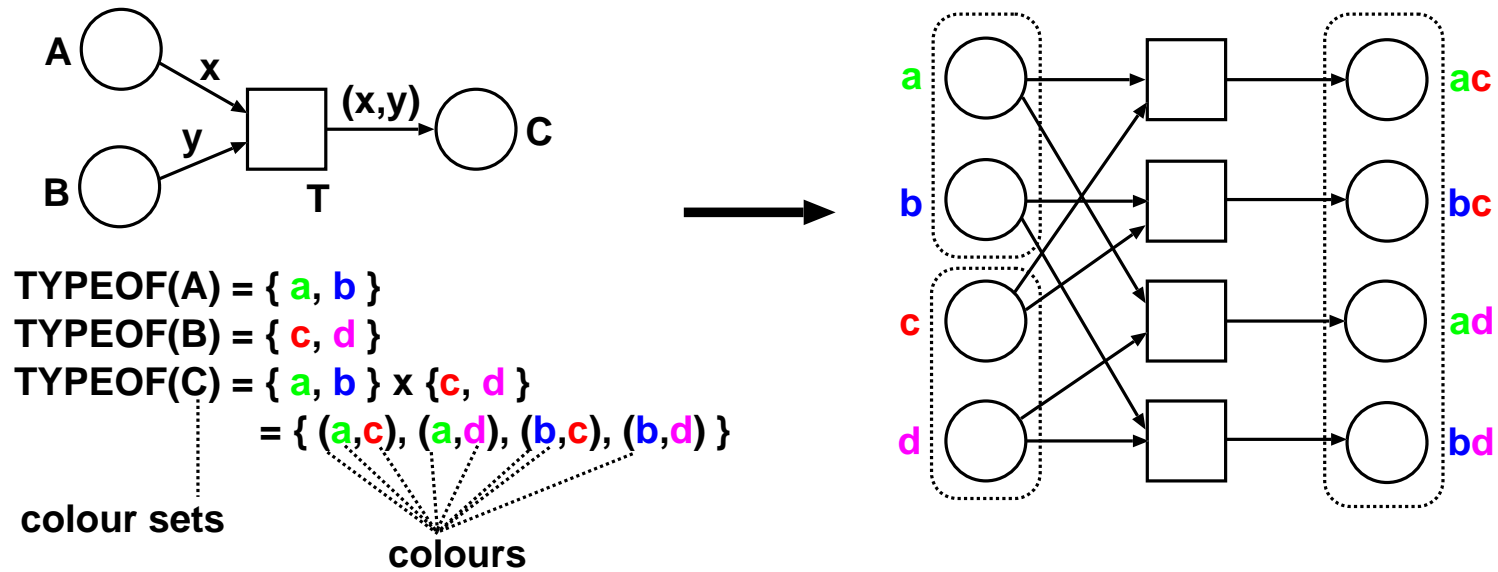 A
x
(x,y)
C
y
B
T
TYPEOF(A) = { a, b }
TYPEOF(B) = { c, d }
TYPEOF(C) = { a, b } x {c, d }
= { (a,c), (a,d), (b,c), (b,d) }
colour sets
colours
a
ac
b
bc
c
ad
d
bd